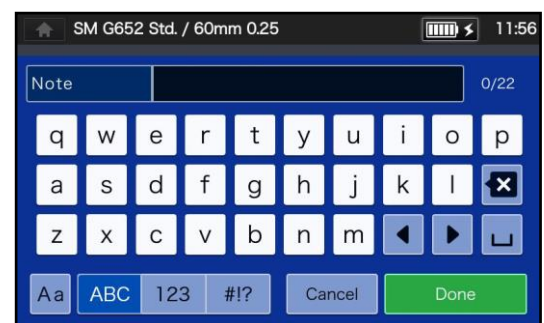 SM G652 Std. / 60mm 0.25 11:56
Note 0/22
q w e r t y u i o p
a s d f g h j k l
z x c v b n m
Aa ABC 123 #!? Cancel Done